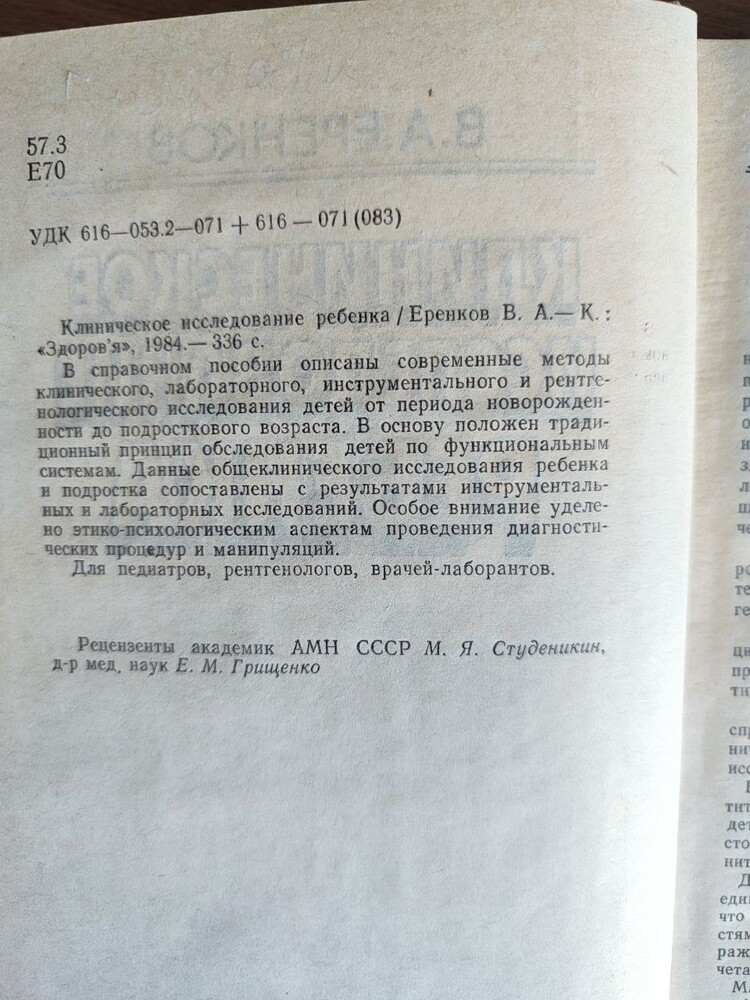 57.3
Е70
УДК 616—053.2—071 + 616 — 071 (083)
Клиническое исследование ребенка / Еренков В. А.— К. :
«Здоров'я», 1984.— 336 с.
В справочном пособии описаны современные методы
клинического, лабораторного, инструментального и рентге-
нологического исследования детей от периода новорожден-
ности до подросткового возраста. В основу положен тради-
ционный принцип обследования детей по функциональным
системам. Данные общеклинического исследования ребенка
и подростка сопоставлены с результатами инструменталь-
ных и лабораторных исследований. Особое внимание уделе-
но этико-психологическим аспектам проведения диагности-
ческих процедур и манипуляций.
Для педиатров, рентгенологов, врачей-лаборантов.
Рецензенты академик АМН СССР М. Я. Студеникин,
д-р мед. наук Е. М. Грищенко